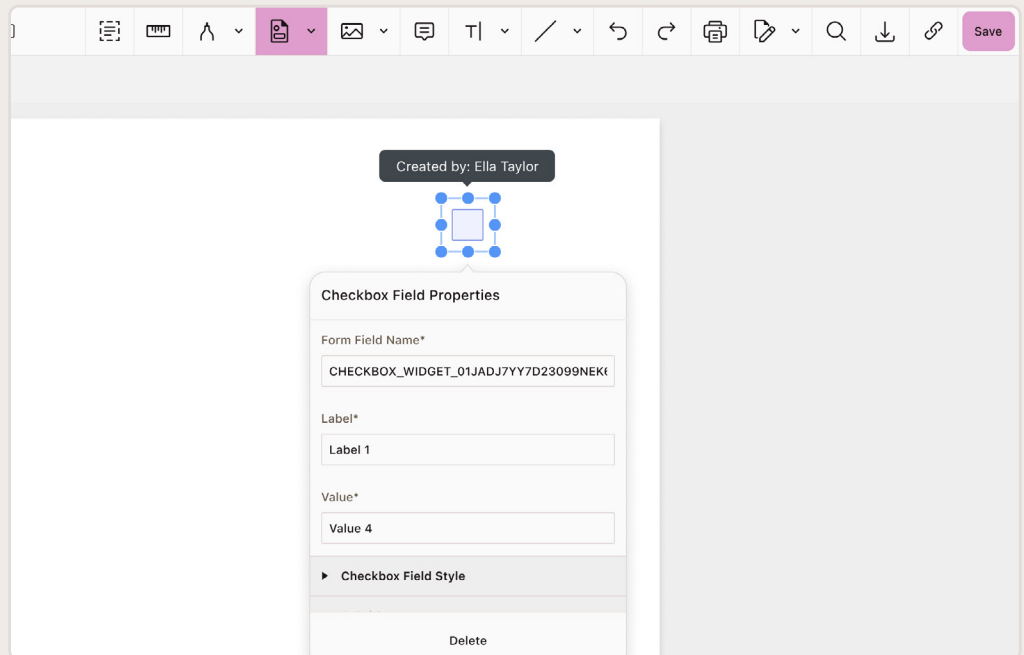 Save
Created by: Ella Taylor
Checkbox Field Properties
Form Field Name*
CHECKBOX_WIDGET_01JADJ7YY7D23099NEK
Label*
Label 1
Value*
Value 4
Checkbox Field Style
Delete